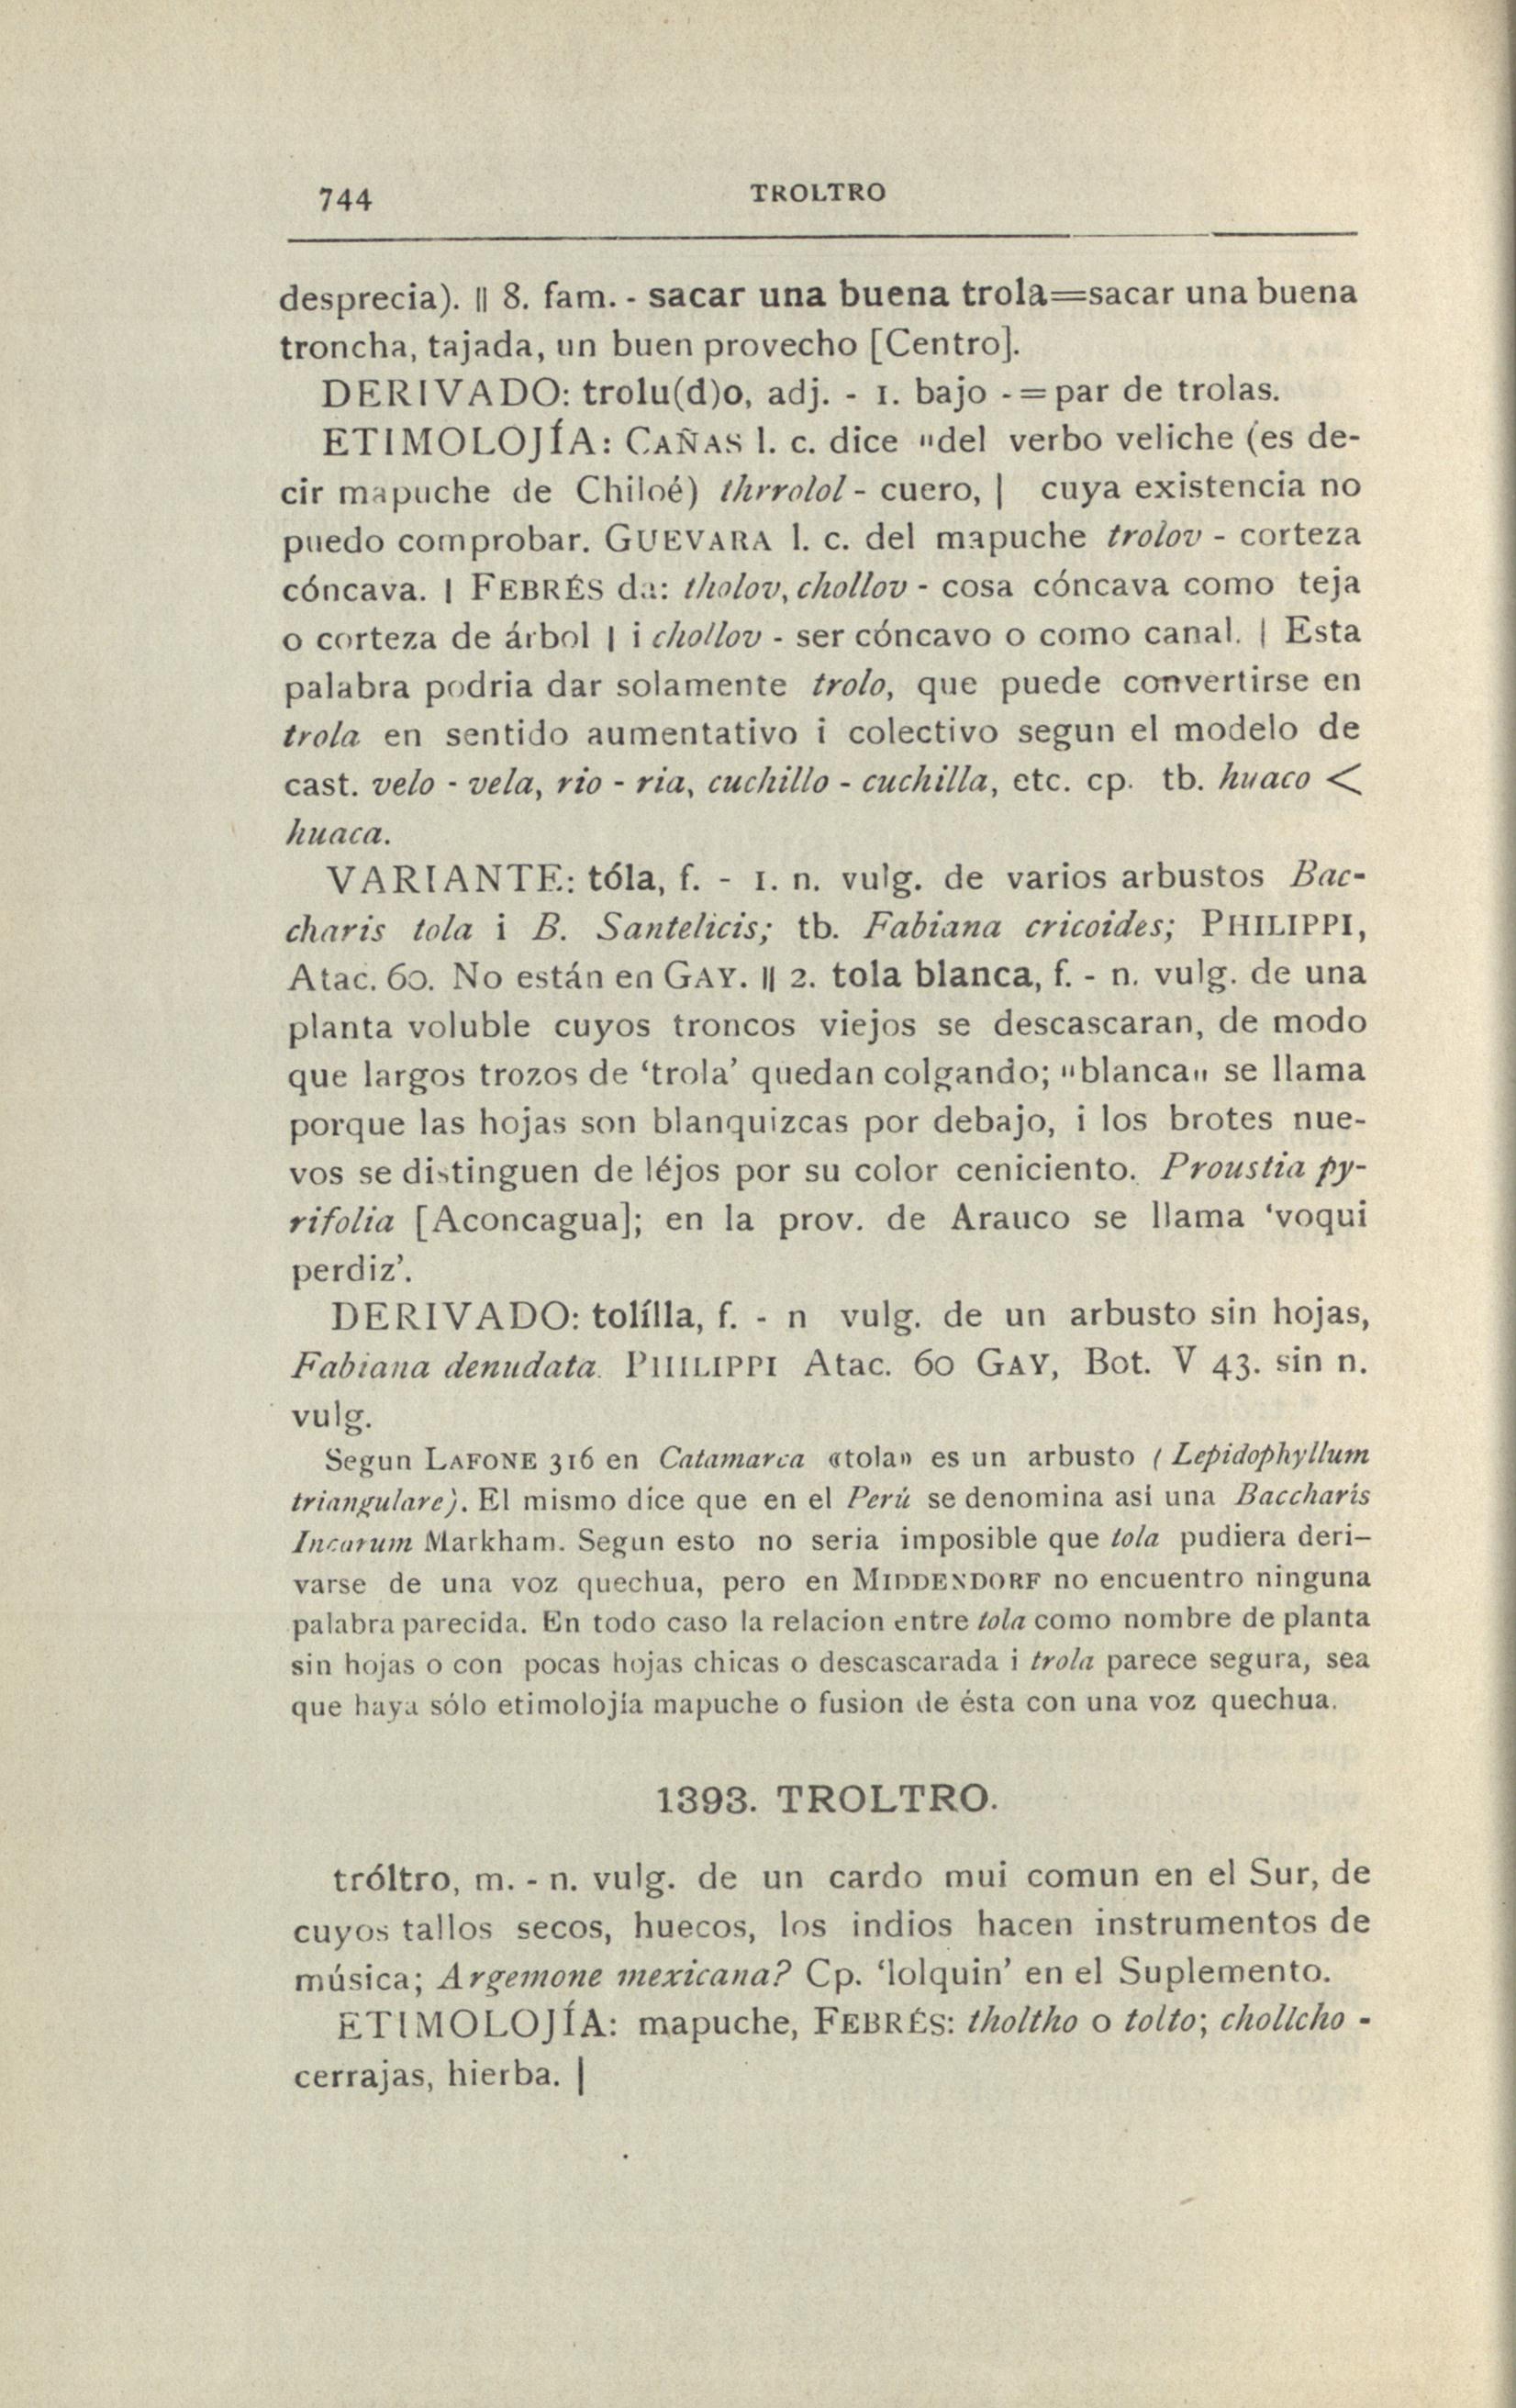 744 TROLTRO
desprecia). || 8. fam. - sacar una buena trola=sacar una buena
troncha, tajada, un buen provecho [Centro].
DERIVADO: trolu(d)o, adj. - 1. bajo - = par de trolas.
ETIMOLOJÍA: CAÑAS l. c. dice "del verbo veliche (es de-
cir mapuche de Chiloé) thrrolol - cuero, | cuya existencia no
puedo comprobar. GUEVARA l. c. del mapuche trolov - corteza
cóncava. | FEBRÉS da: tholov, chollov - cosa cóncava como teja
o corteza de árbol | i chollov - ser cóncavo o como canal. | Esta
palabra podria dar solamente trolo, que puede convertirse en
trola en sentido aumentativo i colectivo segun el modelo de
cast. velo - vela, rio - ria, cuchillo - cuchilla, etc. cp. tb. huaco <
huaca.
VARIANTE: tóla, f. - 1. n. vulg. de varios arbustos Bac-
charis tola i B. Santelicis; tb. Fabiana cricoides; PHILIPPI,
Atac. 60. No están en GAY. || 2. tola blanca, f. - n. vulg. de una
planta voluble cuyos troncos viejos se descascaran, de modo
que largos trozos de ‘trola’ quedan colgando; "blanca" se llama
porque las hojas son blanquizcas por debajo, i los brotes nue-
vos se distinguen de léjos por su color ceniciento. Proustia py-
rifolia [Aconcagua]; en la prov. de Arauco se llama ‘voqui
perdiz’.
DERIVADO: tolílla, f. - n vulg. de un arbusto sin hojas,
Fabiana denudata. PHILIPPI Atac. 60 GAY, Bot. V 43. sin n.
vulg.
Segun LAFONE 316 en Catamarca «tola» es un arbusto (Lepidophyllum
triangulare). El mismo dice que en el Perú se denomina así una Baccharis
Incarum Markham. Segun esto no seria imposible que tola pudiera deri-
varse de una voz quechua, pero en MIDDENDORF no encuentro ninguna
palabra parecida. En todo caso la relacion entre tola como nombre de planta
sin hojas o con pocas hojas chicas o descascarada i trola parece segura, sea
que haya sólo etimolojía mapuche o fusion de ésta con una voz quechua.
1393. TROLTRO.
tróltro, m. - n. vulg. de un cardo mui comun en el Sur, de
cuyos tallos secos, huecos, los indios hacen instrumentos de
música; Argemone mexicana? Cp. ‘lolquin’ en el Suplemento.
ETIMOLOJÍA: mapuche, FEBRÉS: tholtho o tolto; chollcho -
cerrajas, hierba. |